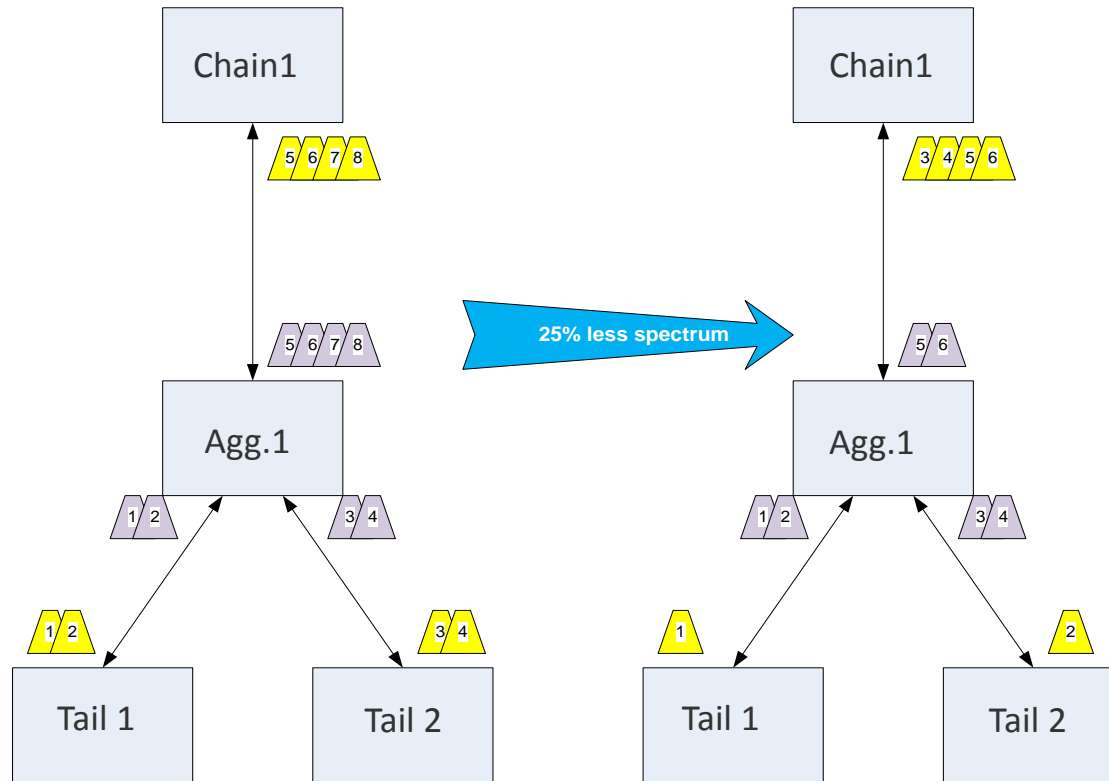 Chain1
5 6 7 8
5 6 7 8
Agg.1
1 2
3 4
1 2
3 4
Tail 1
Tail 2
25% less spectrum
Chain1
3 4 5 6
5 6
Agg.1
1 2
3 4
1
2
Tail 1
Tail 2